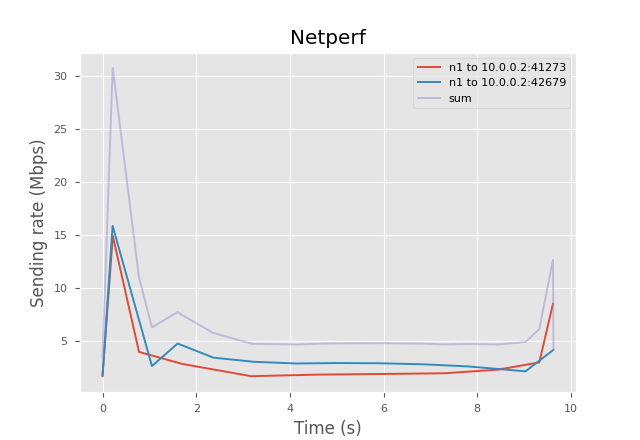 Netperf
n1 to 10.0.0.2:41273
n1 to 10.0.0.2:42679
sum
Sending rate (Mbps)
30
25
20
15
10
5
0 2 4 6 8 10
Time (s)